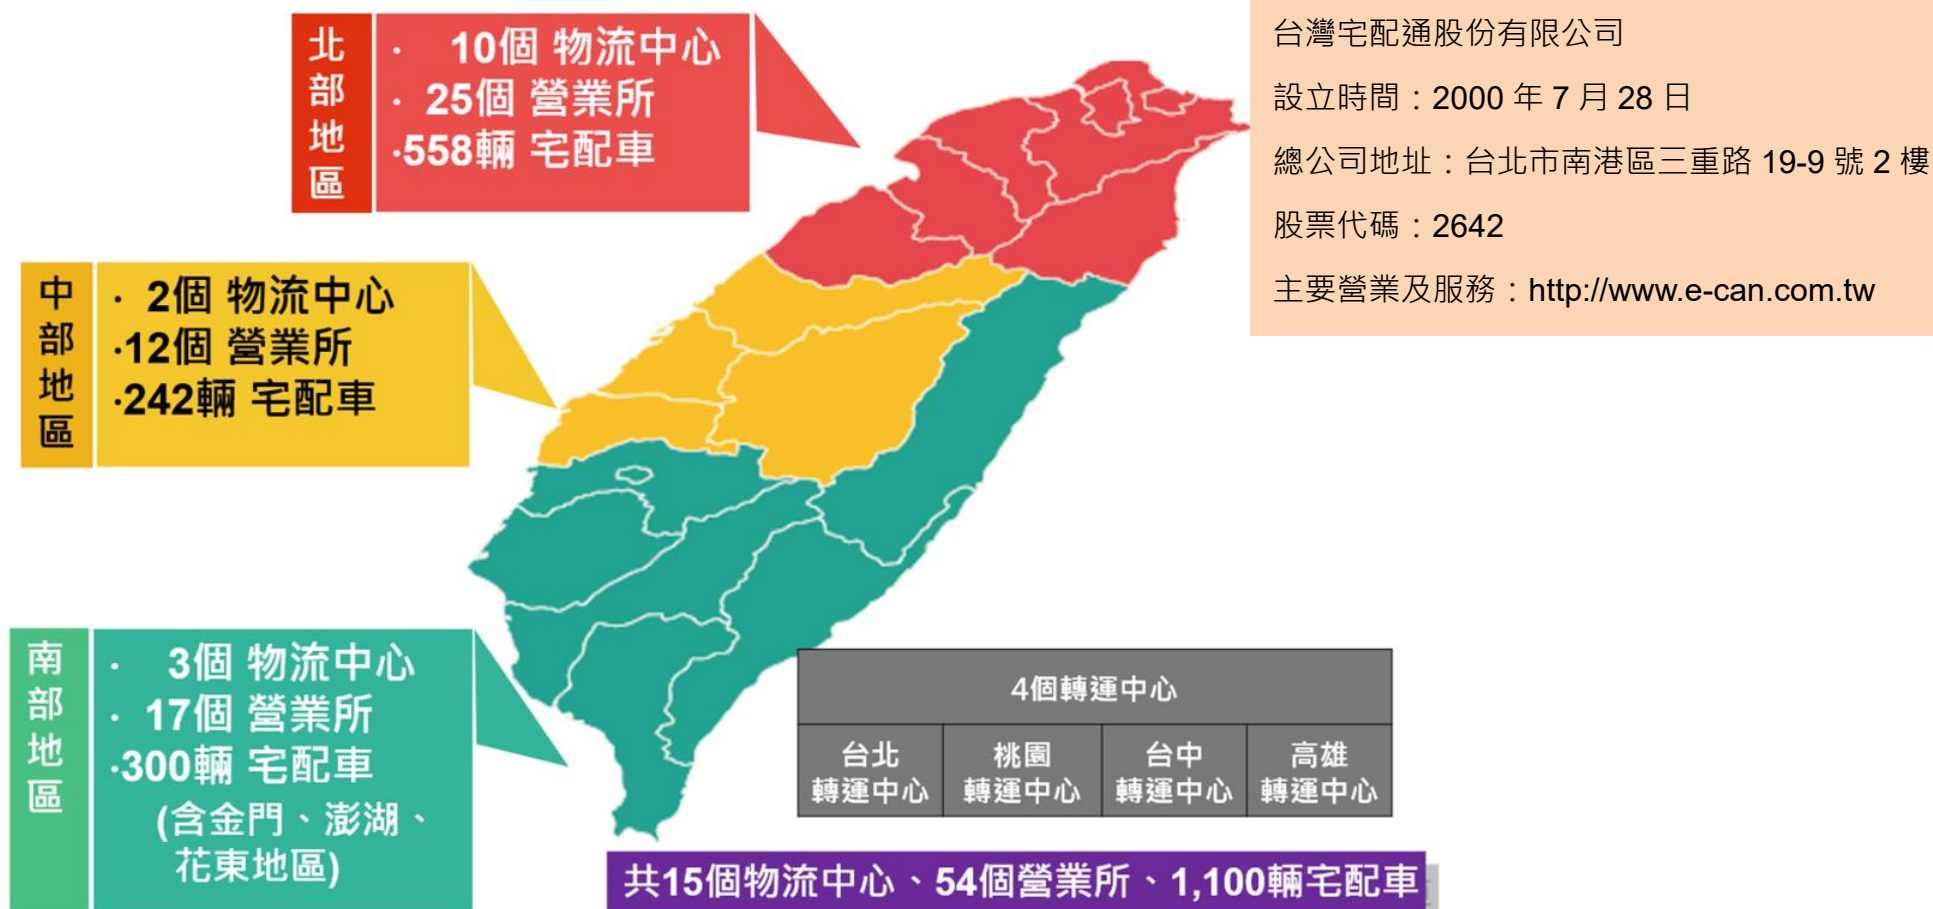 北部地區
· 10個 物流中心
· 25個 營業所
·558輛 宅配車
台灣宅配通股份有限公司
設立時間：2000 年 7 月 28 日
總公司地址：台北市南港區三重路 19-9 號 2 樓
股票代碼：2642
主要營業及服務：http://www.e-can.com.tw
中部地區
· 2個 物流中心
·12個 營業所
·242輛 宅配車
南部地區
· 3個 物流中心
· 17個 營業所
·300輛 宅配車
(含金門、澎湖、
花東地區)
4個轉運中心
台北
轉運中心
桃園
轉運中心
台中
轉運中心
高雄
轉運中心
共15個物流中心、54個營業所、1,100輛宅配車